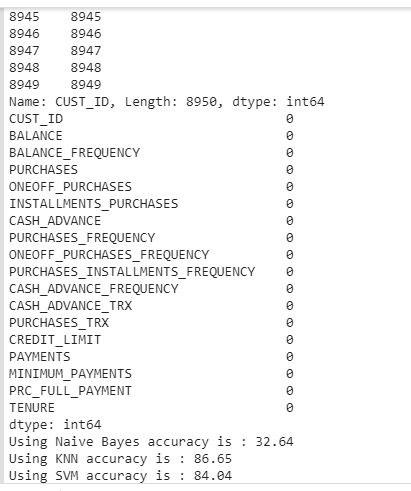 8945    8945
8946    8946
8947    8947
8948    8948
8949    8949
Name: CUST_ID, Length: 8950, dtype: int64
CUST_ID                             0
BALANCE                             0
BALANCE_FREQUENCY                   0
PURCHASES                           0
ONEOFF_PURCHASES                    0
INSTALLMENTS_PURCHASES              0
CASH_ADVANCE                        0
PURCHASES_FREQUENCY                 0
ONEOFF_PURCHASES_FREQUENCY          0
PURCHASES_INSTALLMENTS_FREQUENCY    0
CASH_ADVANCE_FREQUENCY              0
CASH_ADVANCE_TRX                    0
PURCHASES_TRX                       0
CREDIT_LIMIT                        0
PAYMENTS                            0
MINIMUM_PAYMENTS                    0
PRC_FULL_PAYMENT                    0
TENURE                              0
dtype: int64
Using Naive Bayes accuracy is : 32.64
Using KNN accuracy is : 86.65
Using SVM accuracy is : 84.04